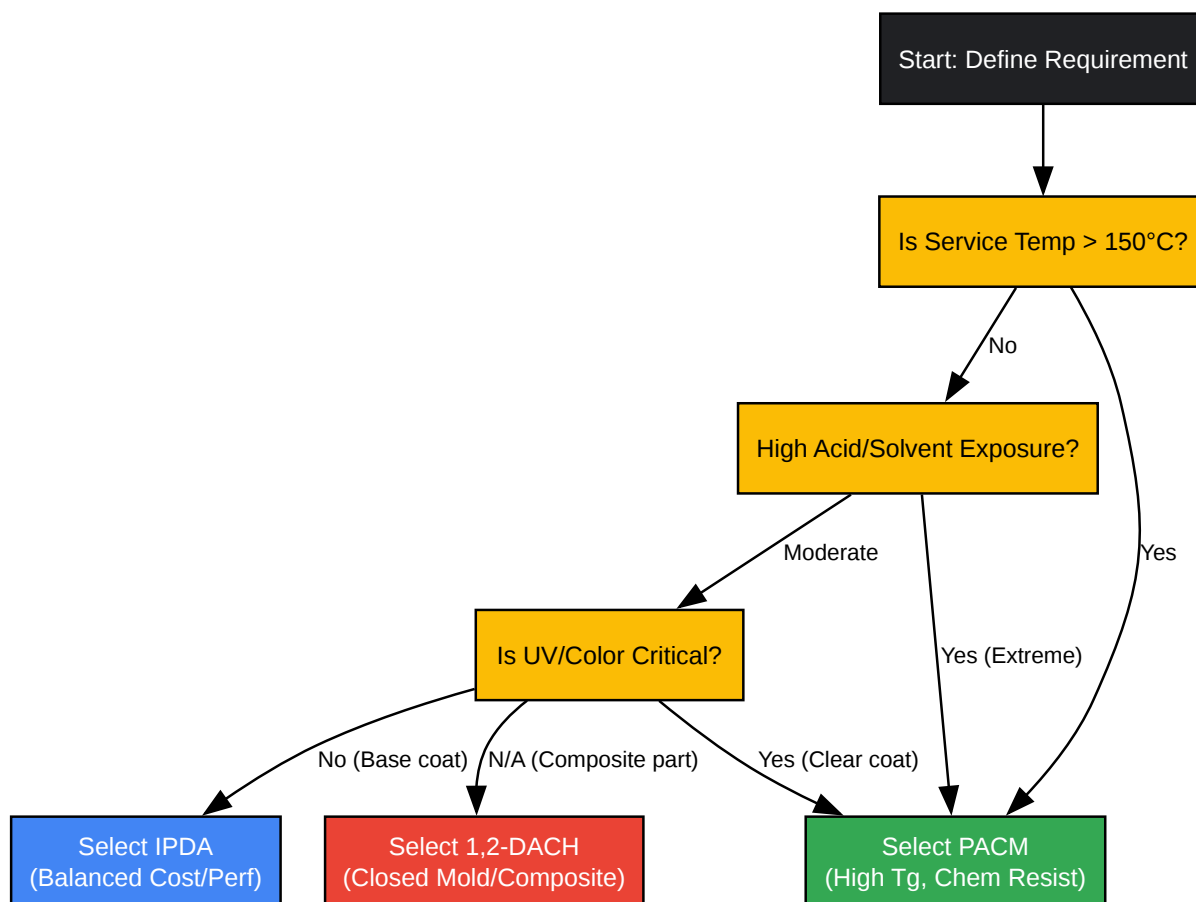 Start: Define Requirement
Is Service Temp > 150°C?
No
High Acid/Solvent Exposure?
Moderate
Yes
Is UV/Color Critical?
Yes (Extreme)
No (Base coat)
N/A (Composite part)
Yes (Clear coat)
Select IPDA
(Balanced Cost/Perf)
Select 1,2-DACH
(Closed Mold/Composite)
Select PACM
(High Tg, Chem Resist)